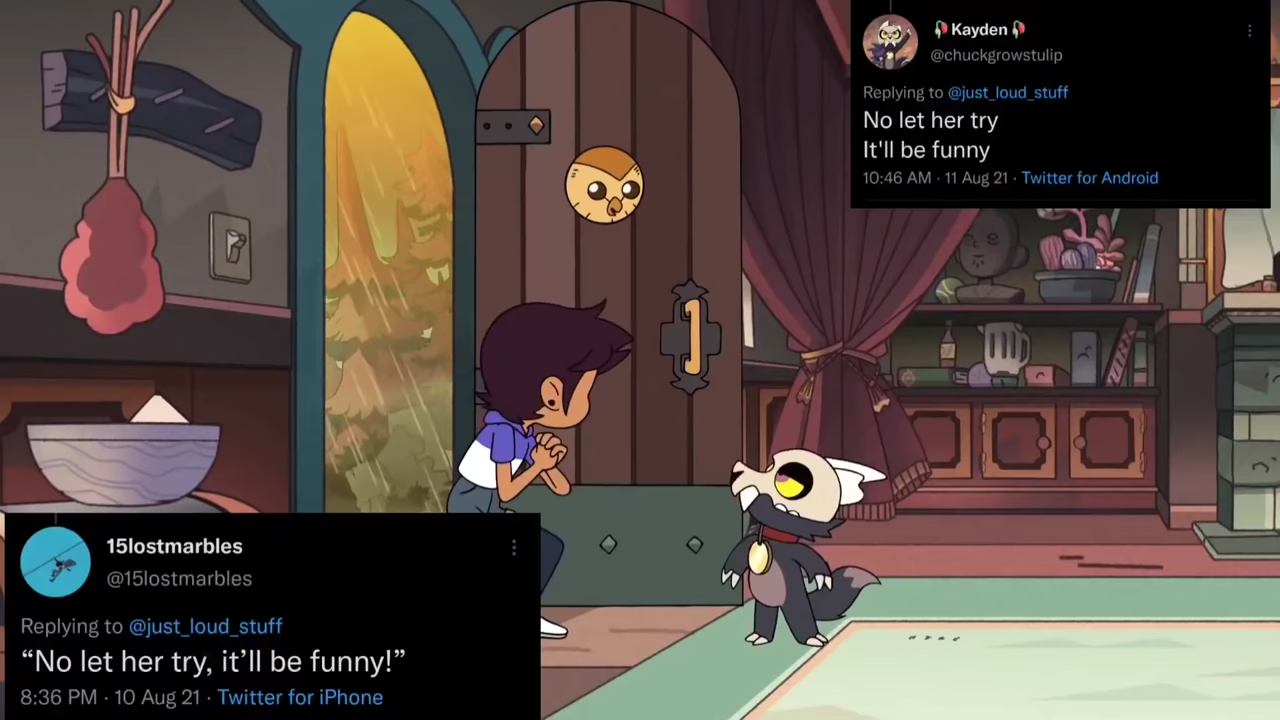 Kayden
@chuckgrowstulip
Replying to @just_loud_stuff
No let her try
It'll be funny
10:46 AM · 11 Aug 21 · Twitter for Android
15lostmarbles
@15lostmarbles
Replying to @just_loud_stuff
“No let her try, it’ll be funny!”
8:36 PM · 10 Aug 21 · Twitter for iPhone